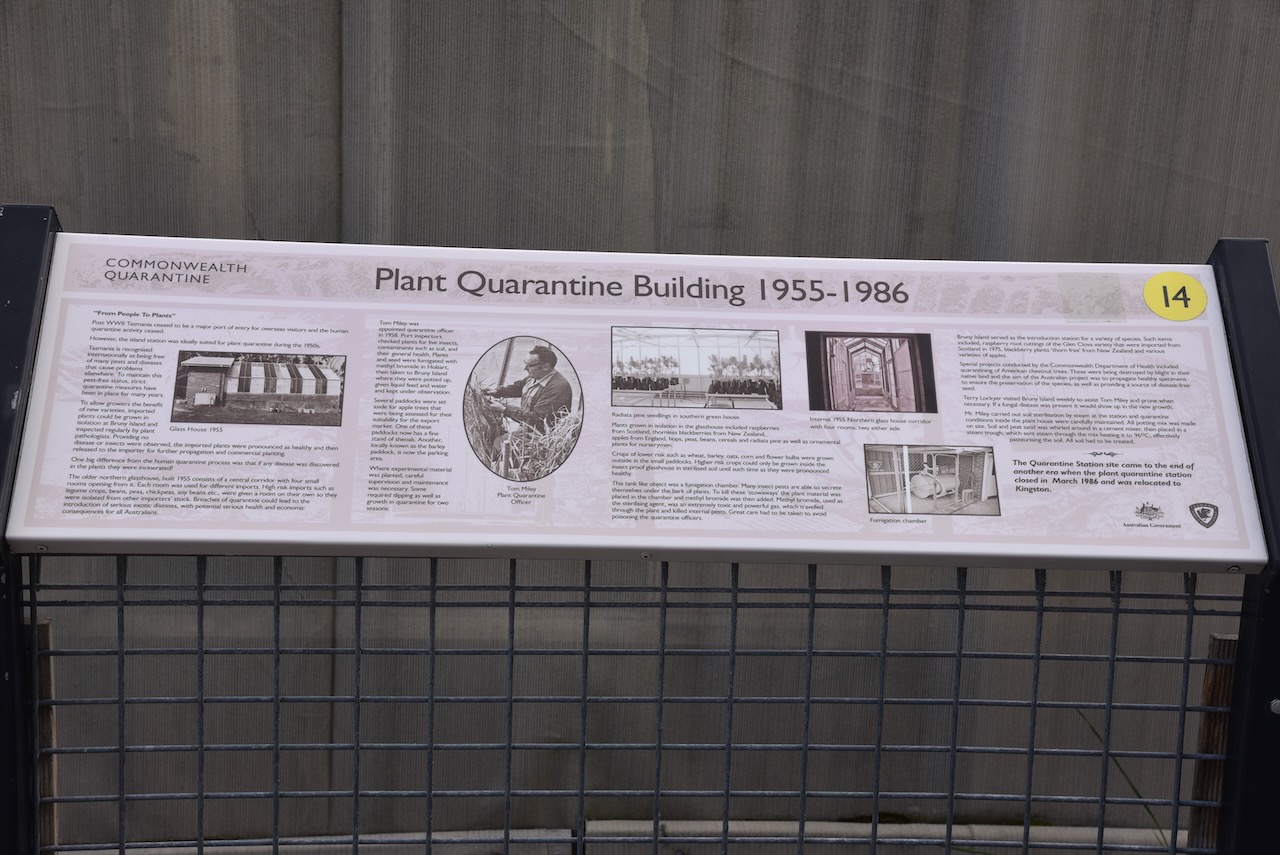 COMMONWEALTH
QUARANTINE
Plant Quarantine Building 1955-1986
14
"From People To Plants"
Post WWII Tasmania ceased to be a major port of entry for overseas visitors and the human
quarantine activity ceased.
However, the island station was ideally suited for plant quarantine during the 1950s.
Tasmania is recognised
internationally as being free
of many pests and diseases
that cause problems
elsewhere. To maintain this
pest-free status, strict
quarantine measures have
been in place for many years.
To allow growers the benefit
of new varieties, imported
plants could be grown in
isolation at Bruny Island and
inspected regularly by plant
pathologists. Providing no
disease or insects were observed, the imported plants were pronounced as healthy and then
released to the importer for further propagation and commercial planting.
One big difference from the human quarantine process was that if any disease was discovered
in the plants they were incinerated!
The older northern glasshouse, built 1955 consists of a central corridor with four small
rooms opening from it. Each room was used for different imports. High risk imports such as
legume crops, beans, peas, chickpeas, soy beans etc., were given a room on their own so they
were isolated from other importers' stock. Breaches of quarantine could lead to the
introduction of serious exotic diseases, with potential serious health and economic
consequences for all Australians.
Glass House 1955
Tom Miley was
appointed quarantine officer
in 1958. Port inspectors
checked plants for live insects,
contaminants such as soil, and
their general health. Plants
and seed were fumigated with
methyl bromide in Hobart,
then taken to Bruny Island
where they were potted up,
given liquid feed and water
and kept under observation.
Several paddocks were set
aside for apple trees that
were being assessed for their
suitability for the export
market. One of these
paddocks now has a fine
stand of sheoak. Another,
locally known as the barley
paddock, is now the parking
area.
Where experimental material
was planted, careful
supervision and maintenance
was necessary. Some
required dipping as well as
growth in quarantine for two
seasons.
Tom Miley
Plant Quarantine
Officer
Radiata pine seedlings in southern green house
Plants grown in isolation in the glasshouse included raspberries
from Scotland, thornless blackberries from New Zealand,
apples from England, hops, peas, beans, cereals and radiata pine as well as ornamental
plants for nurserymen.
Crops of lower risk such as wheat, barley, oats, corn and flower bulbs were grown
outside in the small paddocks. Higher risk crops could only be grown inside the
insect proof glasshouse in sterilised soil until such time as they were pronounced
healthy.
This tank like object was a fumigation chamber. Many insect pests are able to secrete
themselves under the bark of plants. To kill these 'stowaways' the plant material was
placed in the chamber and methyl bromide was then added. Methyl bromide, used as
the sterilising agent, was an extremely toxic and powerful gas, which travelled
through the plant and killed internal pests. Great care had to be taken to avoid
poisoning the quarantine officers.
Internal 1955 Northern glass house corridor
with four rooms, two either side
Fumigation chamber
Bruny Island served as the introduction station for a variety of species. Such items
included, raspberry root cuttings of the Glen Clova variety that were imported from
Scotland in 1975, blackberry plants 'thorn free' from New Zealand and various
varieties of apples.
Special projects conducted by the Commonwealth Department of Health included
quarantining of American chestnut trees. These were being destroyed by blight in their
native land and the aim of the Australian project was to propagate healthy specimens
to ensure the preservation of the species, as well as providing a source of disease-free
seed.
Terry Lockyer visited Bruny Island weekly to assist Tom Miley and prune when
necessary. If a fungal disease was present it would show up in the new growth.
Mr. Miley carried out soil sterilisation by steam at the station and quarantine
conditions inside the plant house were carefully maintained. All potting mix was made
on site. Soil and peat sand was whirled around in a cement mixer, then placed in a
steam trough, which sent steam through the mix heating it to 96°C, effectively
pasteurising the soil. All soil had to be treated.
The Quarantine Station site came to the end of
another era when the plant quarantine station
closed in March 1986 and was relocated to
Kingston.
Australian Government